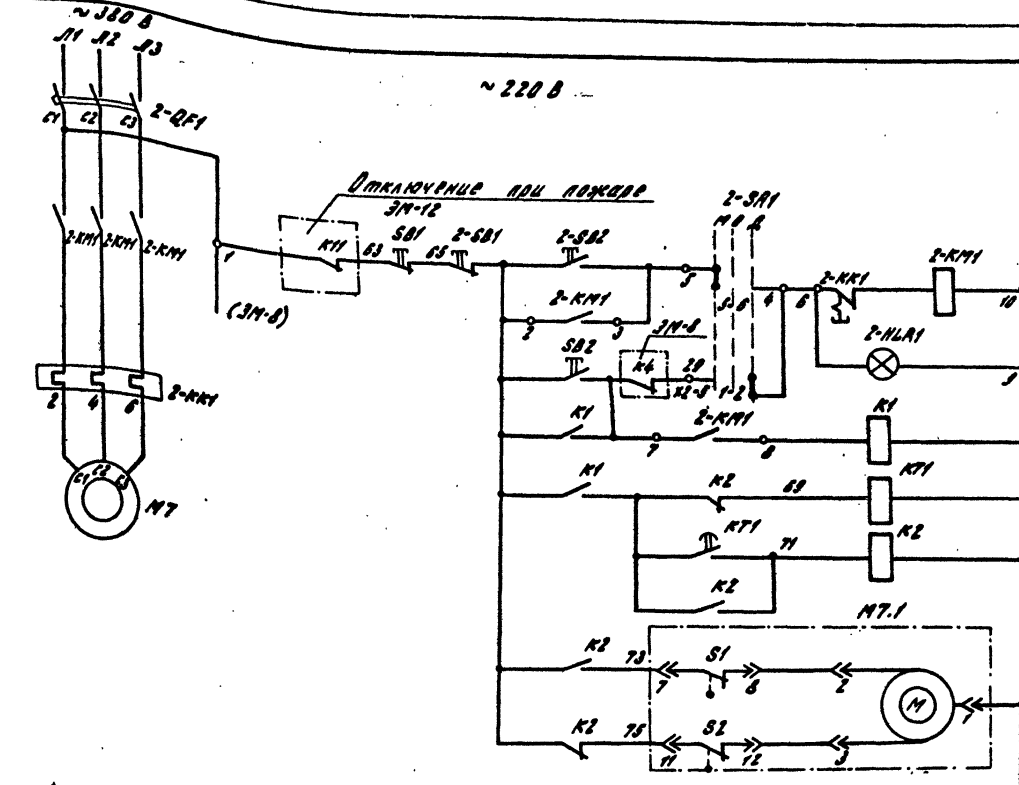 ~ 380 В
Л1 Л2 Л3
~ 220 В
С1 С2 С3 2-QF1
Отключение при пожаре
ЭМ-12
2-SA1
М О Д
2-КМ1 2-КМ1 2-КМ1
1
К11
63
SB1
65
2-SB1
2-SB2
5
5-6
4
6
2-КК1
2-КМ1
10
(ЭМ-8)
2-КМ1
2
3
ЭМ-8
2-HLR1
9
SB2
К4
29
Х2-9
1-2
2 4 6 2-КК1
К1
2-КМ1
7
8
К1
С1 С2 С3
М7
К1
К2
69
КТ1
КТ1
71
К2
К2
М7.1
К2
73
7
S1
8
2
М
1
К2
75
11
S2
12
3